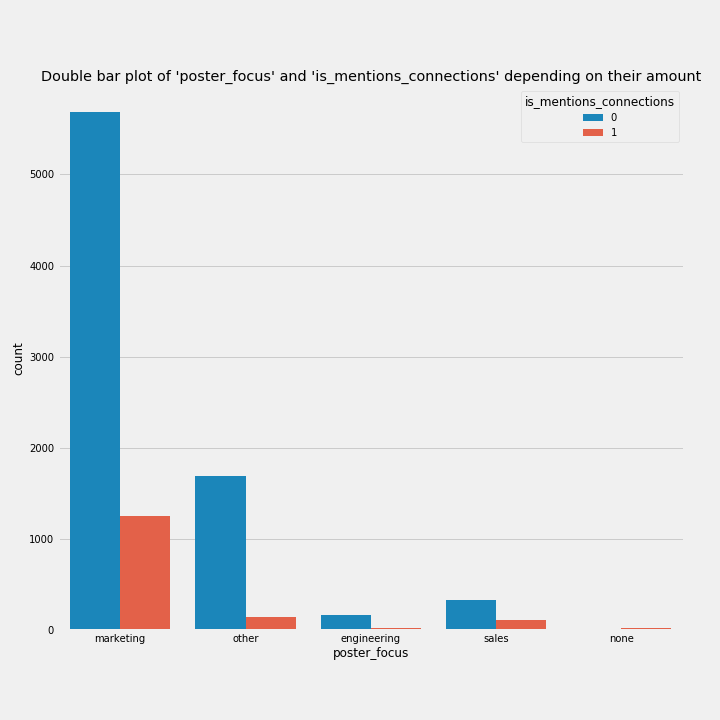 Double bar plot of 'poster_focus' and 'is_mentions_connections' depending on their amount
is_mentions_connections
0
1
5000
4000
3000
2000
1000
0
count
marketing other engineering sales none
poster_focus